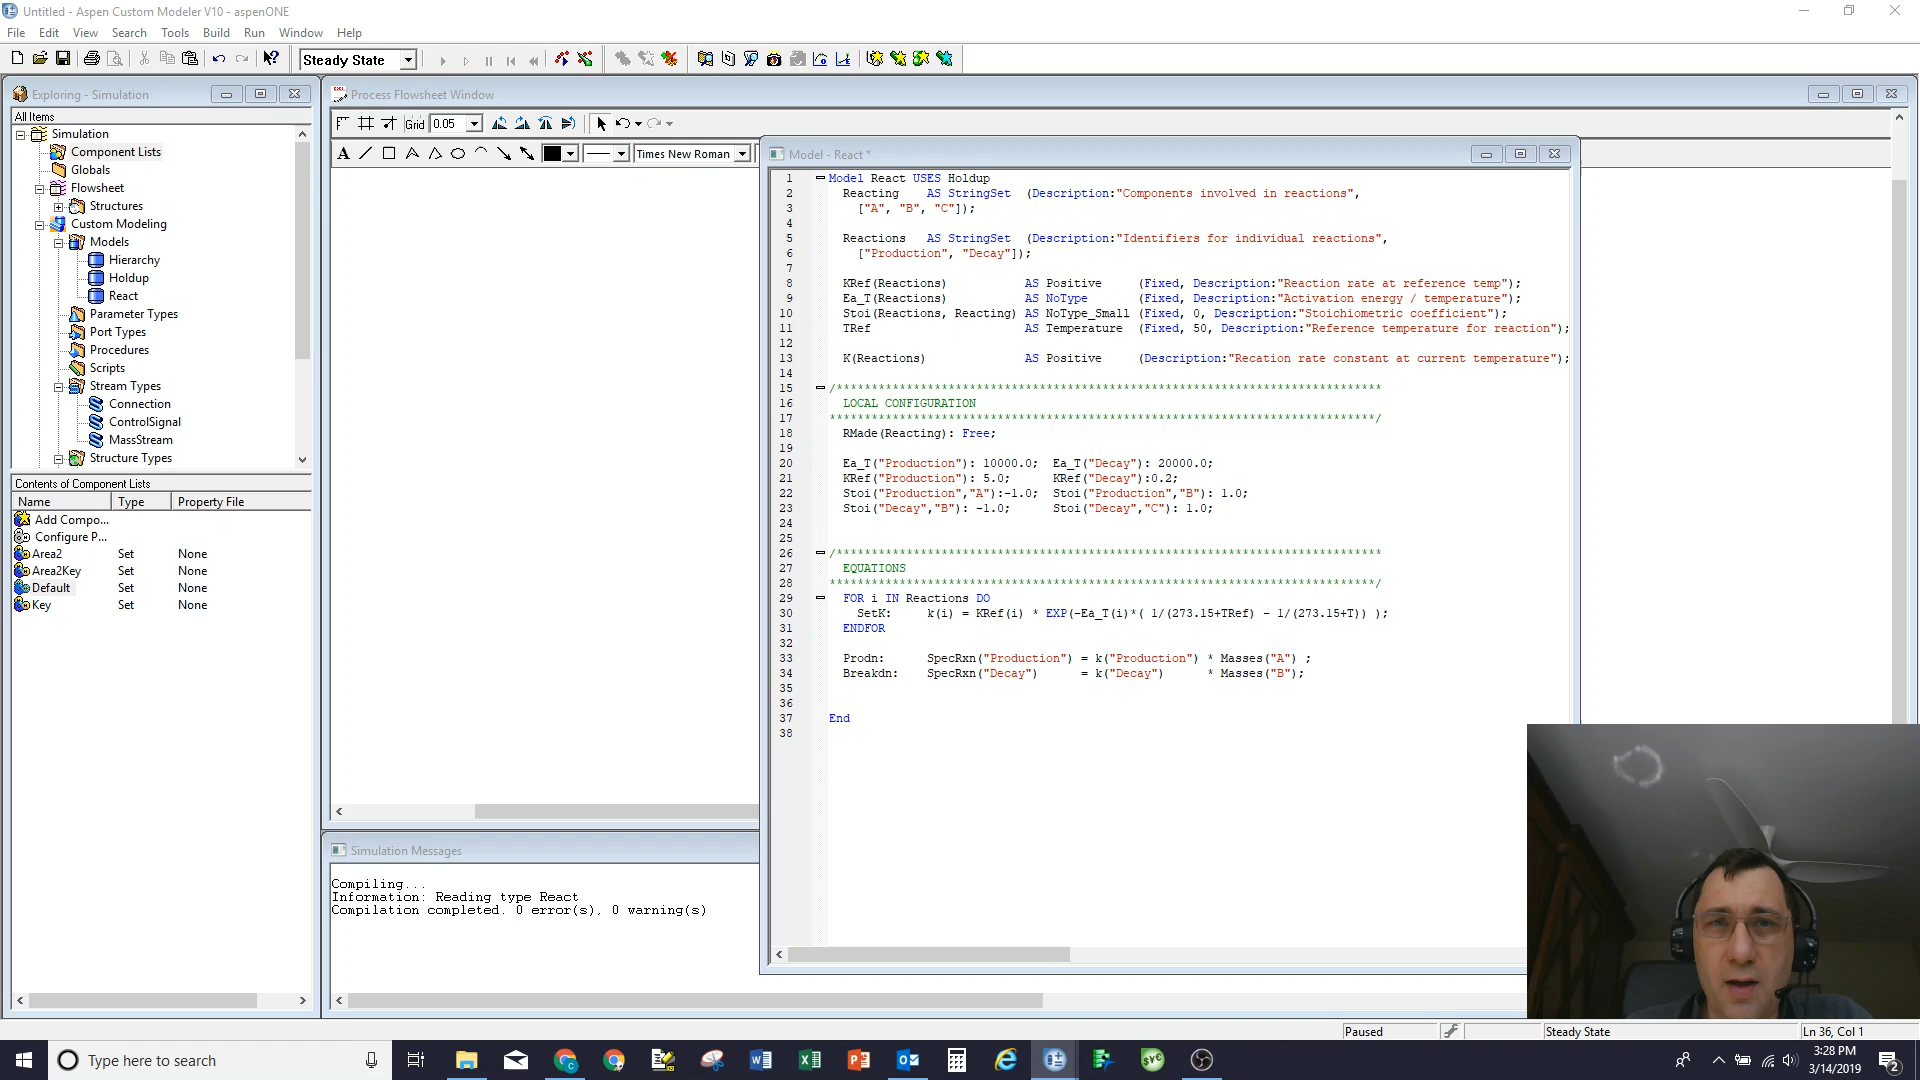 Untitled - Aspen Custom Modeler V10 - aspenONE
File Edit View Search Tools Build Run Window Help
Steady State
Exploring - Simulation
All Items
Simulation
Component Lists
Globals
Flowsheet
Structures
Custom Modeling
Models
Hierarchy
Holdup
React
Parameter Types
Port Types
Procedures
Scripts
Stream Types
Connection
ControlSignal
MassStream
Structure Types
Contents of Component Lists
Name Type Property File
Add Compo...
Configure P...
Area2 Set None
Area2Key Set None
Default Set None
Key Set None
Process Flowsheet Window
Grid 0.05
A Times New Roman
Model - React *
1 Model React USES Holdup
2 Reacting AS StringSet (Description:"Components involved in reactions",
3 ["A", "B", "C"]);
4
5 Reactions AS StringSet (Description:"Identifiers for individual reactions",
6 ["Production", "Decay"]);
7
8 KRef(Reactions) AS Positive (Fixed, Description:"Reaction rate at reference temp");
9 Ea_T(Reactions) AS NoType (Fixed, Description:"Activation energy / temperature");
10 Stoi(Reactions, Reacting) AS NoType_Small (Fixed, 0, Description:"Stoichiometric coefficient");
11 TRef AS Temperature (Fixed, 50, Description:"Reference temperature for reaction");
12
13 K(Reactions) AS Positive (Description:"Recation rate constant at current temperature");
14
15 /******************************************************************************
16 LOCAL CONFIGURATION
17 ******************************************************************************/
18 RMade(Reacting): Free;
19
20 Ea_T("Production"): 10000.0; Ea_T("Decay"): 20000.0;
21 KRef("Production"): 5.0; KRef("Decay"):0.2;
22 Stoi("Production","A"):-1.0; Stoi("Production","B"): 1.0;
23 Stoi("Decay","B"): -1.0; Stoi("Decay","C"): 1.0;
24
25
26 /******************************************************************************
27 EQUATIONS
28 ******************************************************************************/
29 FOR i IN Reactions DO
30 SetK: k(i) = KRef(i) * EXP(-Ea_T(i)*( 1/(273.15+TRef) - 1/(273.15+T)) );
31 ENDFOR
32
33 Prodn: SpecRxn("Production") = k("Production") * Masses("A") ;
34 Breakdn: SpecRxn("Decay") = k("Decay") * Masses("B");
35
36
37 End
38
Simulation Messages
Compiling...
Information: Reading type React
Compilation completed. 0 error(s), 0 warning(s)
Paused Steady State Ln 36, Col 1
Type here to search
3:28 PM
3/14/2019
2